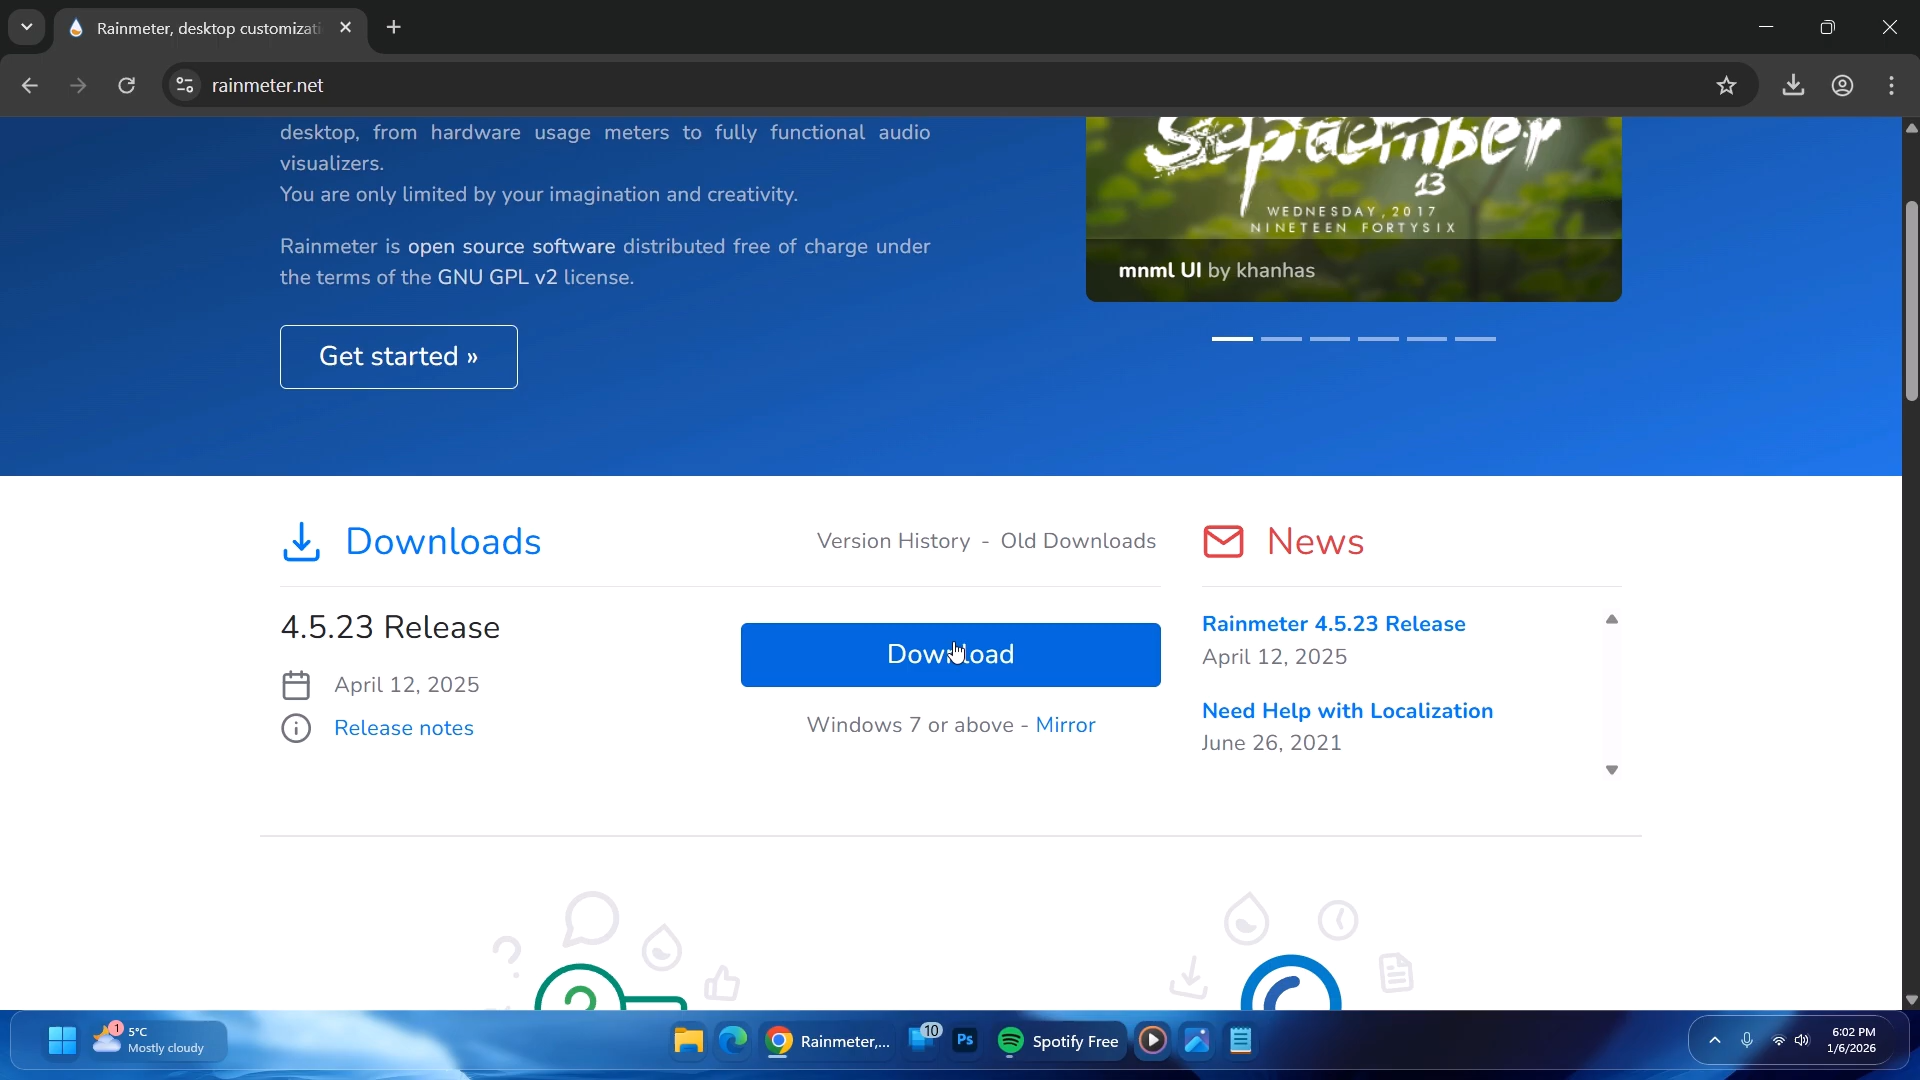 Rainmeter, desktop customizati
rainmeter.net
desktop, from hardware usage meters to fully functional audio
visualizers.
You are only limited by your imagination and creativity.
Rainmeter is open source software distributed free of charge under
the terms of the GNU GPL v2 license.
Get started »
September
13
WEDNESDAY, 2017
NINETEEN FORTYSIX
mnml UI by khanhas
Downloads
Version History - Old Downloads
4.5.23 Release
April 12, 2025
Release notes
Download
Windows 7 or above - Mirror
News
Rainmeter 4.5.23 Release
April 12, 2025
Need Help with Localization
June 26, 2021
1
5°C
Mostly cloudy
Rainmeter,...
10
Ps
Spotify Free
6:02 PM
1/6/2026